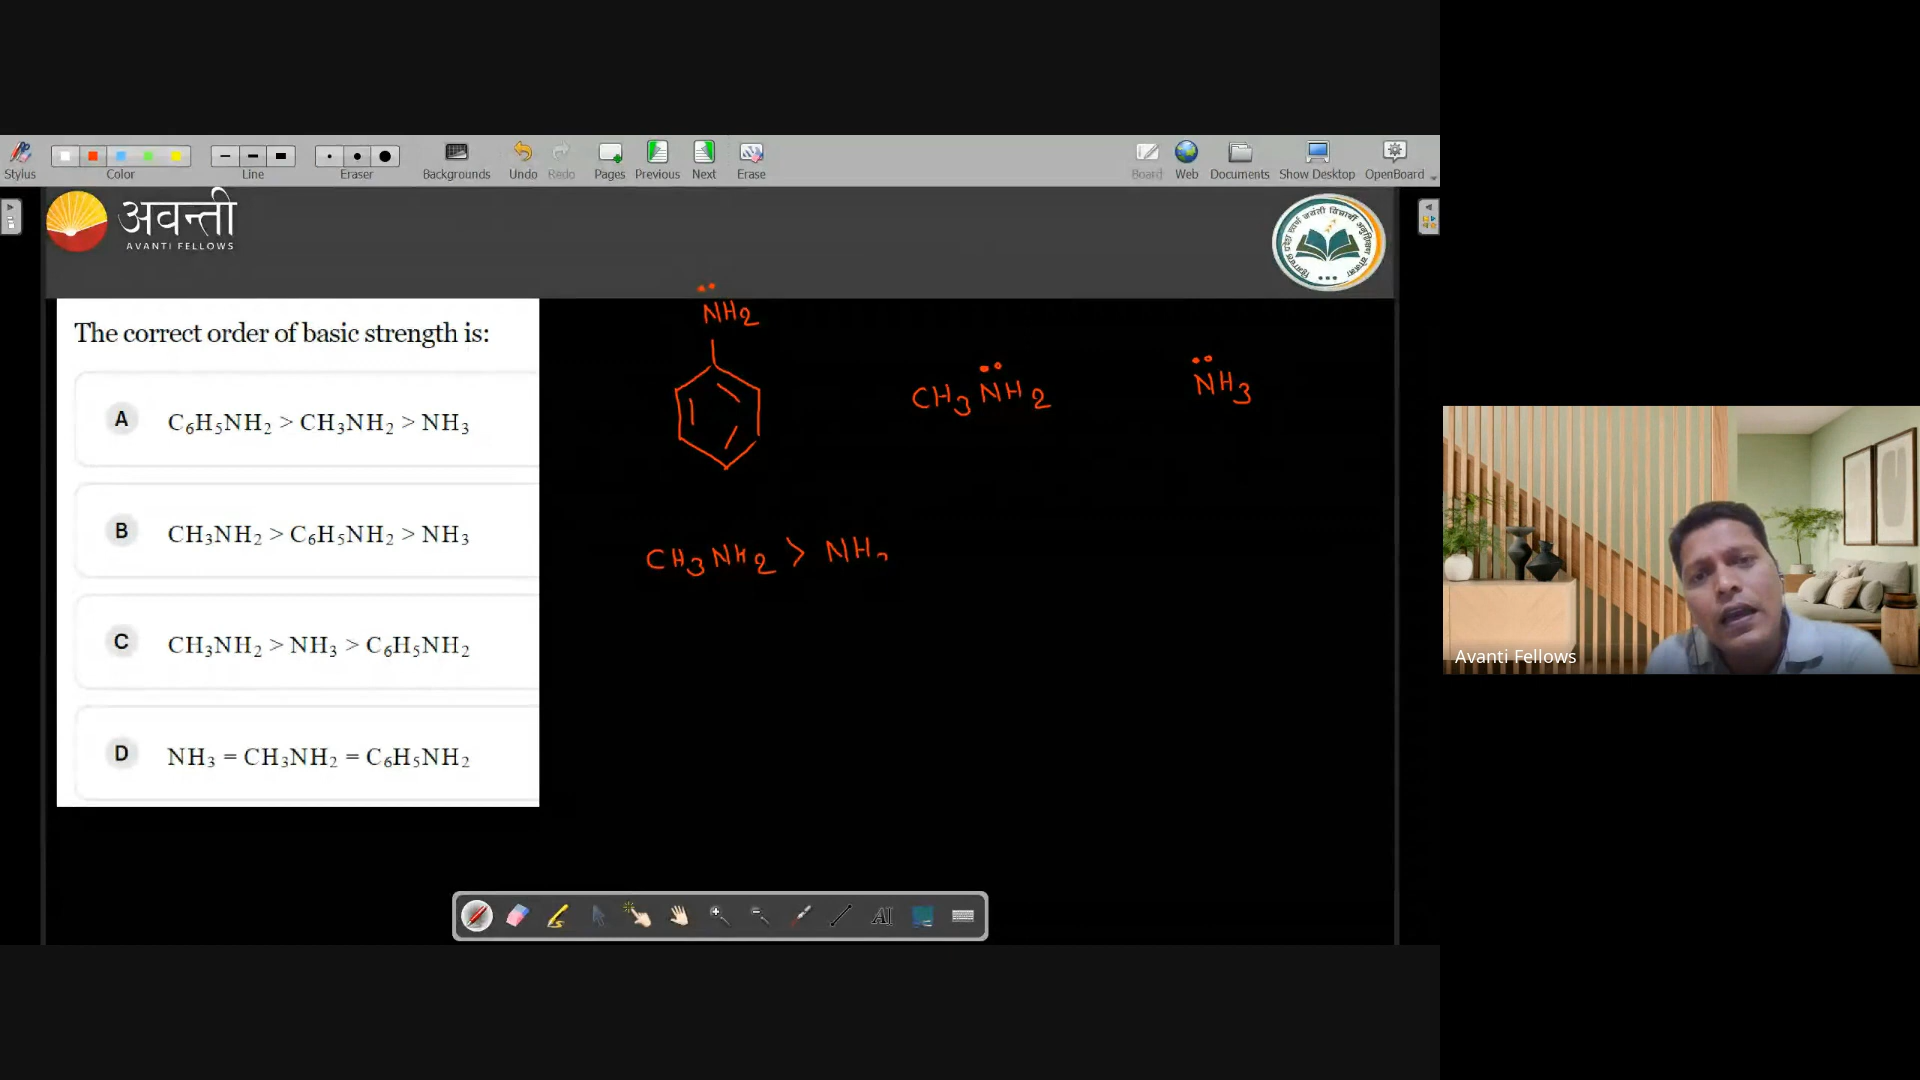 Stylus Color Line Eraser Backgrounds Undo Redo Pages Previous Next Erase Board Web Documents Show Desktop OpenBoard
अवन्ती
AVANTI FELLOWS
The correct order of basic strength is:
A C₆H₅NH₂ > CH₃NH₂ > NH₃
B CH₃NH₂ > C₆H₅NH₂ > NH₃
C CH₃NH₂ > NH₃ > C₆H₅NH₂
D NH₃ = CH₃NH₂ = C₆H₅NH₂
NH₂
CH₃NH₂
NH₃
CH₃NH₂ > NH
Avanti Fellows